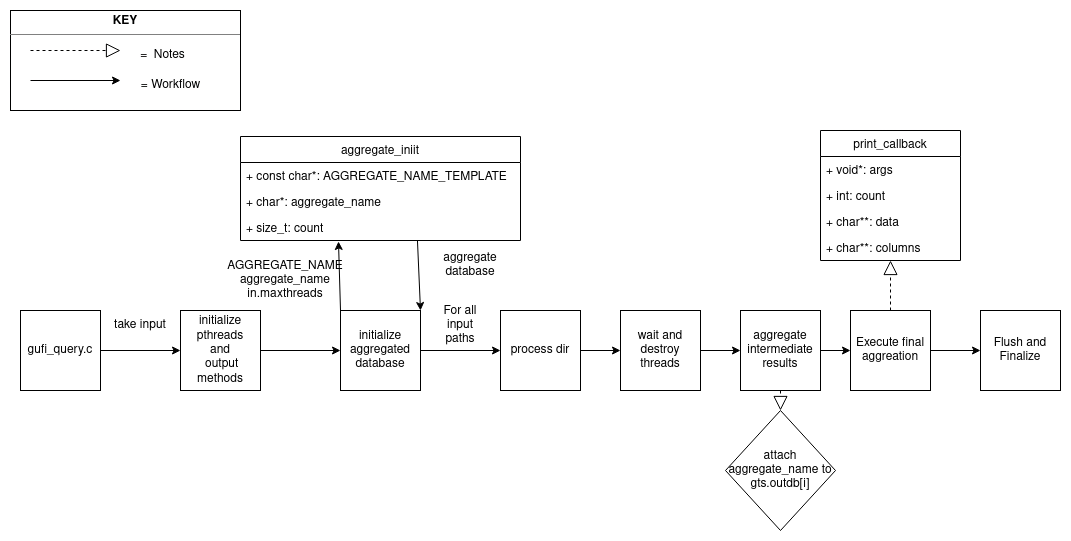 KEY
= Notes
= Workflow
aggregate_iniit
+ const char*: AGGREGATE_NAME_TEMPLATE
+ char*: aggregate_name
+ size_t: count
print_callback
+ void*: args
+ int: count
+ char**: data
+ char**: columns
AGGREGATE_NAME
aggregate_name
in.maxthreads
aggregate
database
gufi_query.c
take input
initialize
pthreads
and
output
methods
initialize
aggregated
database
For all
input
paths
process dir
wait and
destroy
threads
aggregate
intermediate
results
Execute final
aggreation
Flush and
Finalize
attach
aggregate_name to
gts.outdb[i]